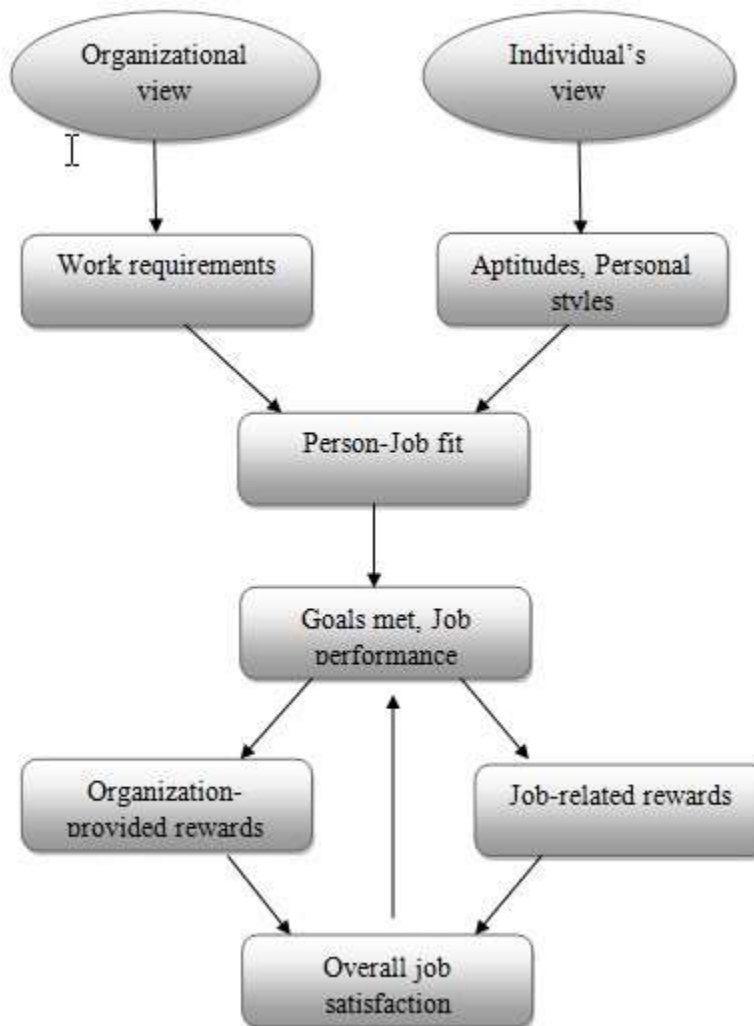 Organizational
view
Individual's
view
Work requirements
Aptitudes, Personal
styles
Person-Job fit
Goals met, Job
performance
Organization-
provided rewards
Job-related rewards
Overall job
satisfaction